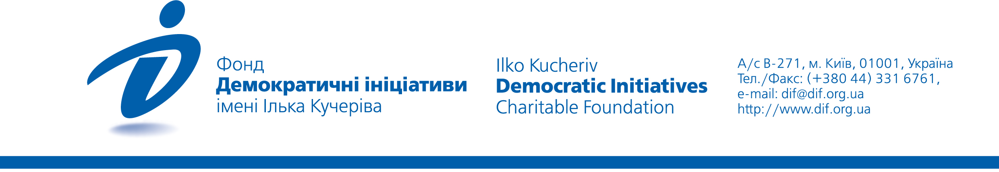 Фонд
Демократичні ініціативи
імені Ілька Кучеріва
Ilko Kucheriv
Democratic Initiatives
Charitable Foundation
А/с В-271, м. Київ, 01001, Україна
Тел./Факс: (+380 44) 331 6761,
e-mail: dif@dif.org.ua
http://www.dif.org.ua